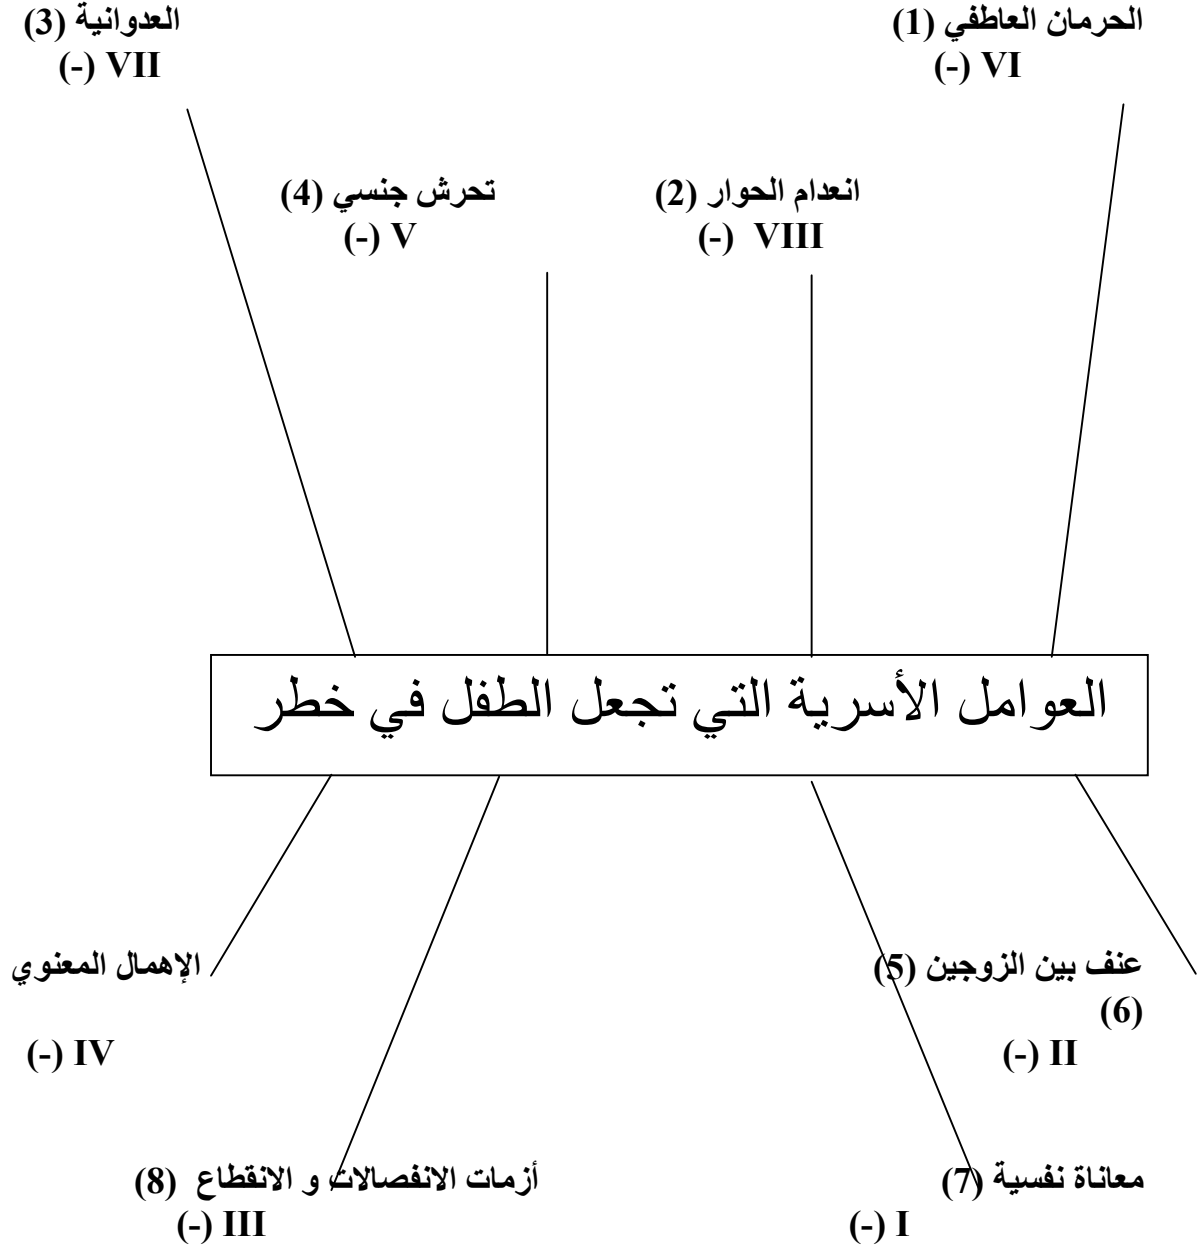 الحرمان العاطفي (1)
(-) VI
العدوانية (3)
(-) VII
انعدام الحوار (2)
(-) VIII
تحرش جنسي (4)
(-) V
العوامل الأسرية التي تجعل الطفل في خطر
عنف بين الزوجين (5)
الإهمال المعنوي
(6)
(-) II
(-) IV
معاناة نفسية (7)
(-) I
أزمات الانفصالات و الانقطاع (8)
(-) III